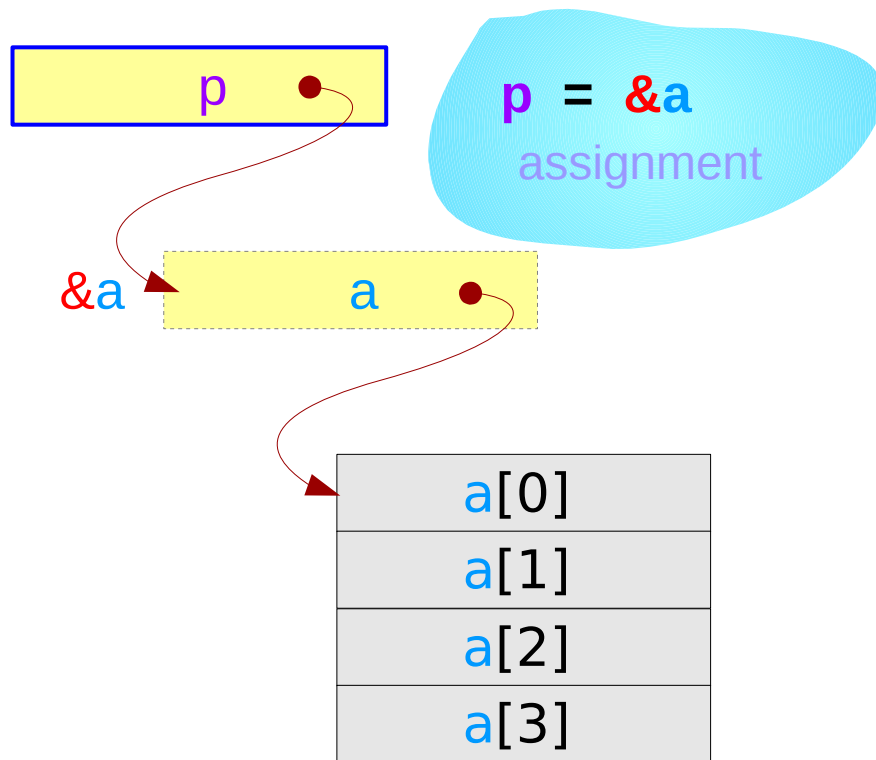 p
p = &a
assignment
&a
a
a[0]
a[1]
a[2]
a[3]